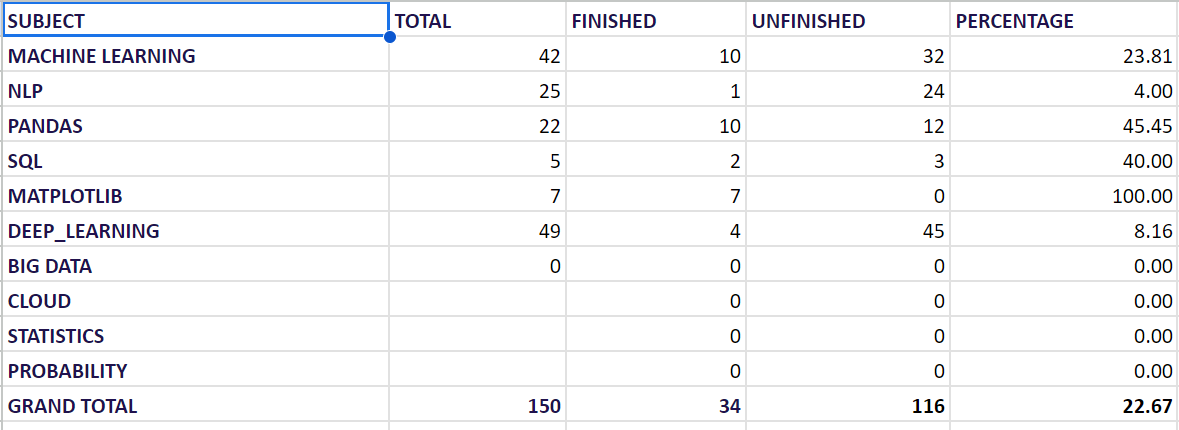 SUBJECT TOTAL FINISHED UNFINISHED PERCENTAGE
MACHINE LEARNING 42 10 32 23.81
NLP 25 1 24 4.00
PANDAS 22 10 12 45.45
SQL 5 2 3 40.00
MATPLOTLIB 7 7 0 100.00
DEEP_LEARNING 49 4 45 8.16
BIG DATA 0 0 0 0.00
CLOUD 0 0 0.00
STATISTICS 0 0 0.00
PROBABILITY 0 0 0.00
GRAND TOTAL 150 34 116 22.67